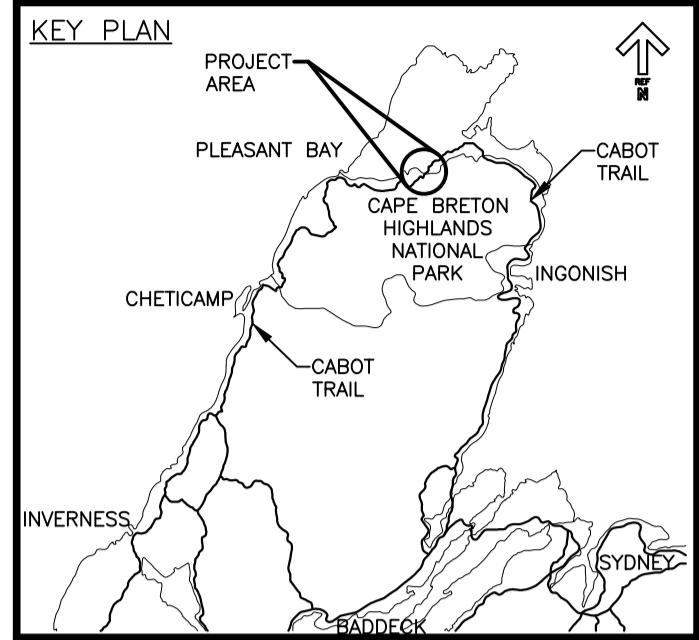 KEY PLAN
PROJECT
AREA
REF
N
PLEASANT BAY
CABOT
TRAIL
CAPE BRETON
HIGHLANDS
NATIONAL
PARK
INGONISH
CHETICAMP
CABOT
TRAIL
INVERNESS
SYDNEY
BADDECK